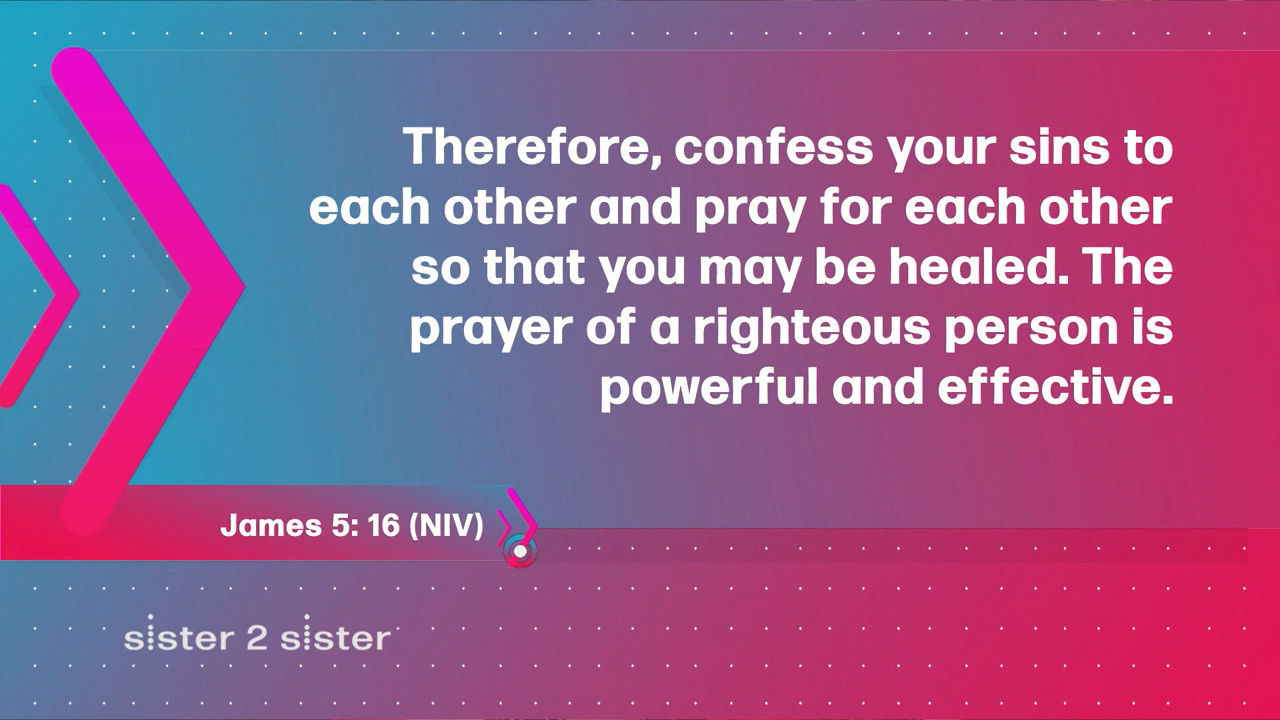 Therefore, confess your sins to
each other and pray for each other
so that you may be healed. The
prayer of a righteous person is
powerful and effective.
James 5: 16 (NIV)
sister 2 sister